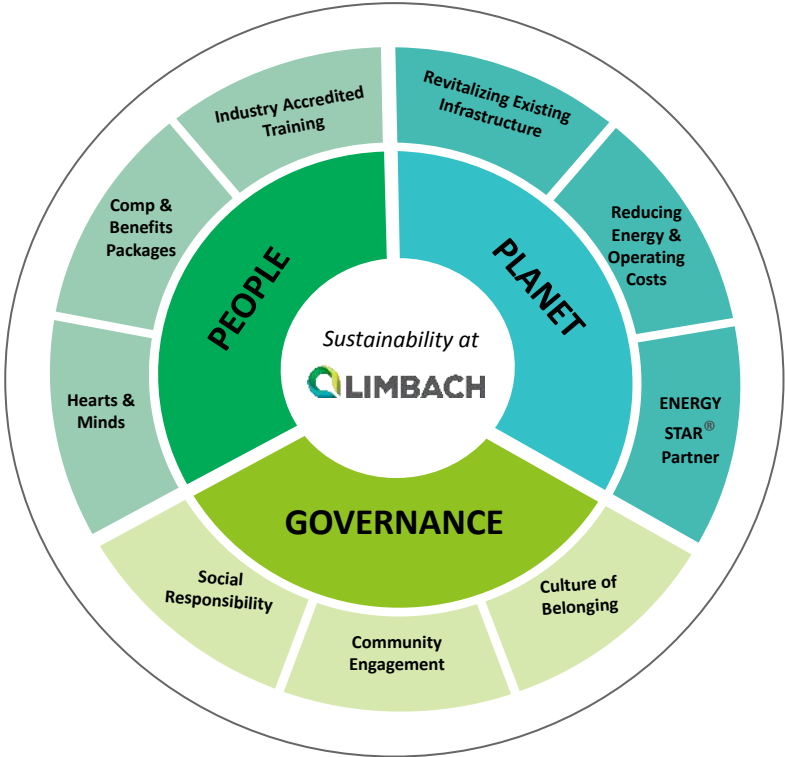 Industry Accredited
Training
Revitalizing Existing
Infrastructure
Comp &
Benefits
Packages
Reducing
Energy &
Operating
Costs
PEOPLE
PLANET
Sustainability at
LIMBACH
Hearts &
Minds
ENERGY
STAR®
Partner
GOVERNANCE
Social
Responsibility
Culture of
Belonging
Community
Engagement